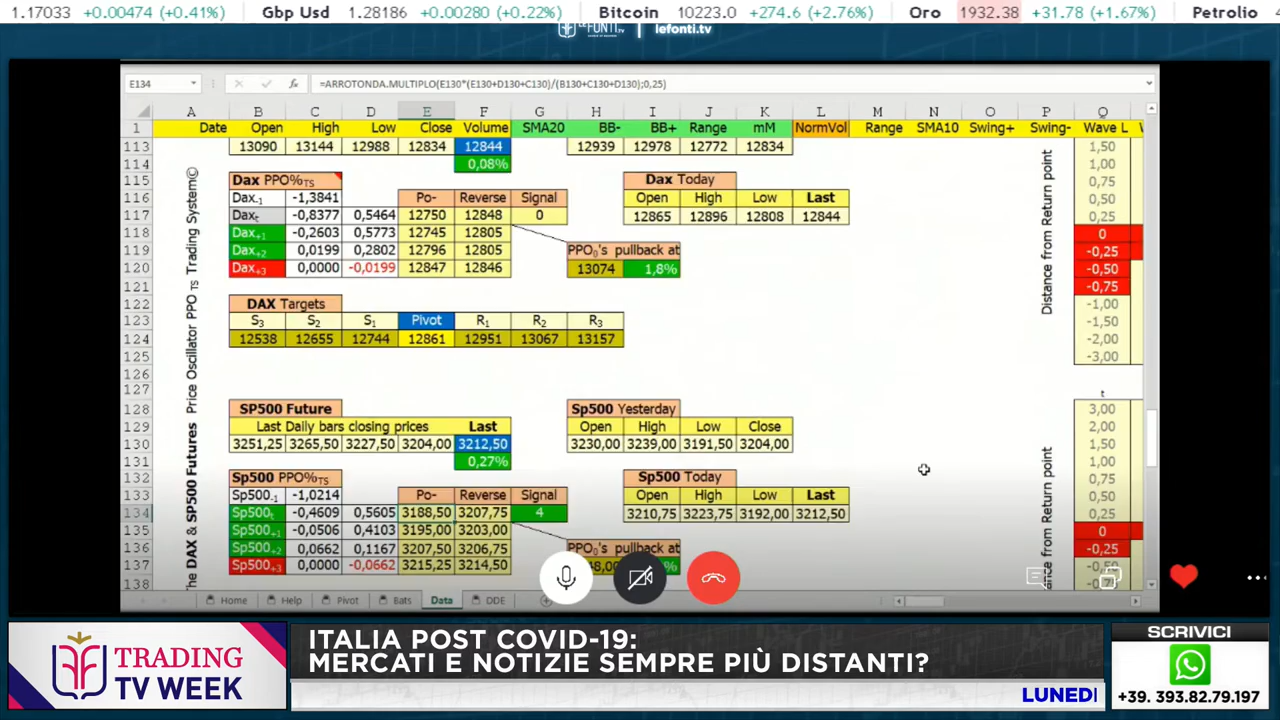 1.17033 +0.00474 (+0.41%) Gbp Usd 1.28186 +0.00280 (+0.22%) Bitcoin 10223.0 +274.6 (+2.76%) Oro 1932.38 +31.78 (+1.67%) Petrolio
LE FONTI TV lefonti.tv
E134 fx =ARROTONDA.MULTIPLO(E130*(E130+D130+C130)/(B130+C130+D130);0,25)
A B C D E F G H I J K L M N O P Q
1 Date Open High Low Close Volume SMA20 BB- BB+ Range mM NormVol Range SMA10 Swing+ Swing- Wave L
113 13090 13144 12988 12834 12844 12939 12978 12772 12834 1,50
114 0,08% 1,00
115 Dax PPO%TS Dax Today 0,75
116 Dax-1 -1,3841 Po- Reverse Signal Open High Low Last 0,50
117 Daxt -0,8377 0,5464 12750 12848 0 12865 12896 12808 12844 0,25
118 Dax+1 -0,2603 0,5773 12745 12805 0
119 Dax+2 0,0199 0,2802 12796 12805 PPO0's pullback at -0,25
120 Dax+3 0,0000 -0,0199 12847 12846 13074 1,8% -0,50
121 -0,75
122 DAX Targets -1,00
123 S3 S2 S1 Pivot R1 R2 R3 -1,50
124 12538 12655 12744 12861 12951 13067 13157 -2,00
125 -3,00
126
127 t
128 SP500 Future Sp500 Yesterday 3,00
129 Last Daily bars closing prices Last Open High Low Close 2,00
130 3251,25 3265,50 3227,50 3204,00 3212,50 3230,00 3239,00 3191,50 3204,00 1,50
131 0,27% 1,00
132 Sp500 PPO%TS Sp500 Today 0,75
133 Sp500-1 -1,0214 Po- Reverse Signal Open High Low Last 0,50
134 Sp500t -0,4609 0,5605 3188,50 3207,75 4 3210,75 3223,75 3192,00 3212,50 0,25
135 Sp500+1 -0,0506 0,4103 3195,00 3203,00 0
136 Sp500+2 0,0662 0,1167 3207,50 3206,75 PPO0's pullback at -0,25
137 Sp500+3 0,0000 -0,0662 3215,25 3214,50
138
DAX & SP500 Futures Price Oscillator PPO TS Trading System©
Distance from Return point
from Return point
Home Help Pivot Bats Data DDE
TRADING
TV WEEK
ITALIA POST COVID-19:
MERCATI E NOTIZIE SEMPRE PIÙ DISTANTI?
LUNEDI
SCRIVICI
+39. 393.82.79.197